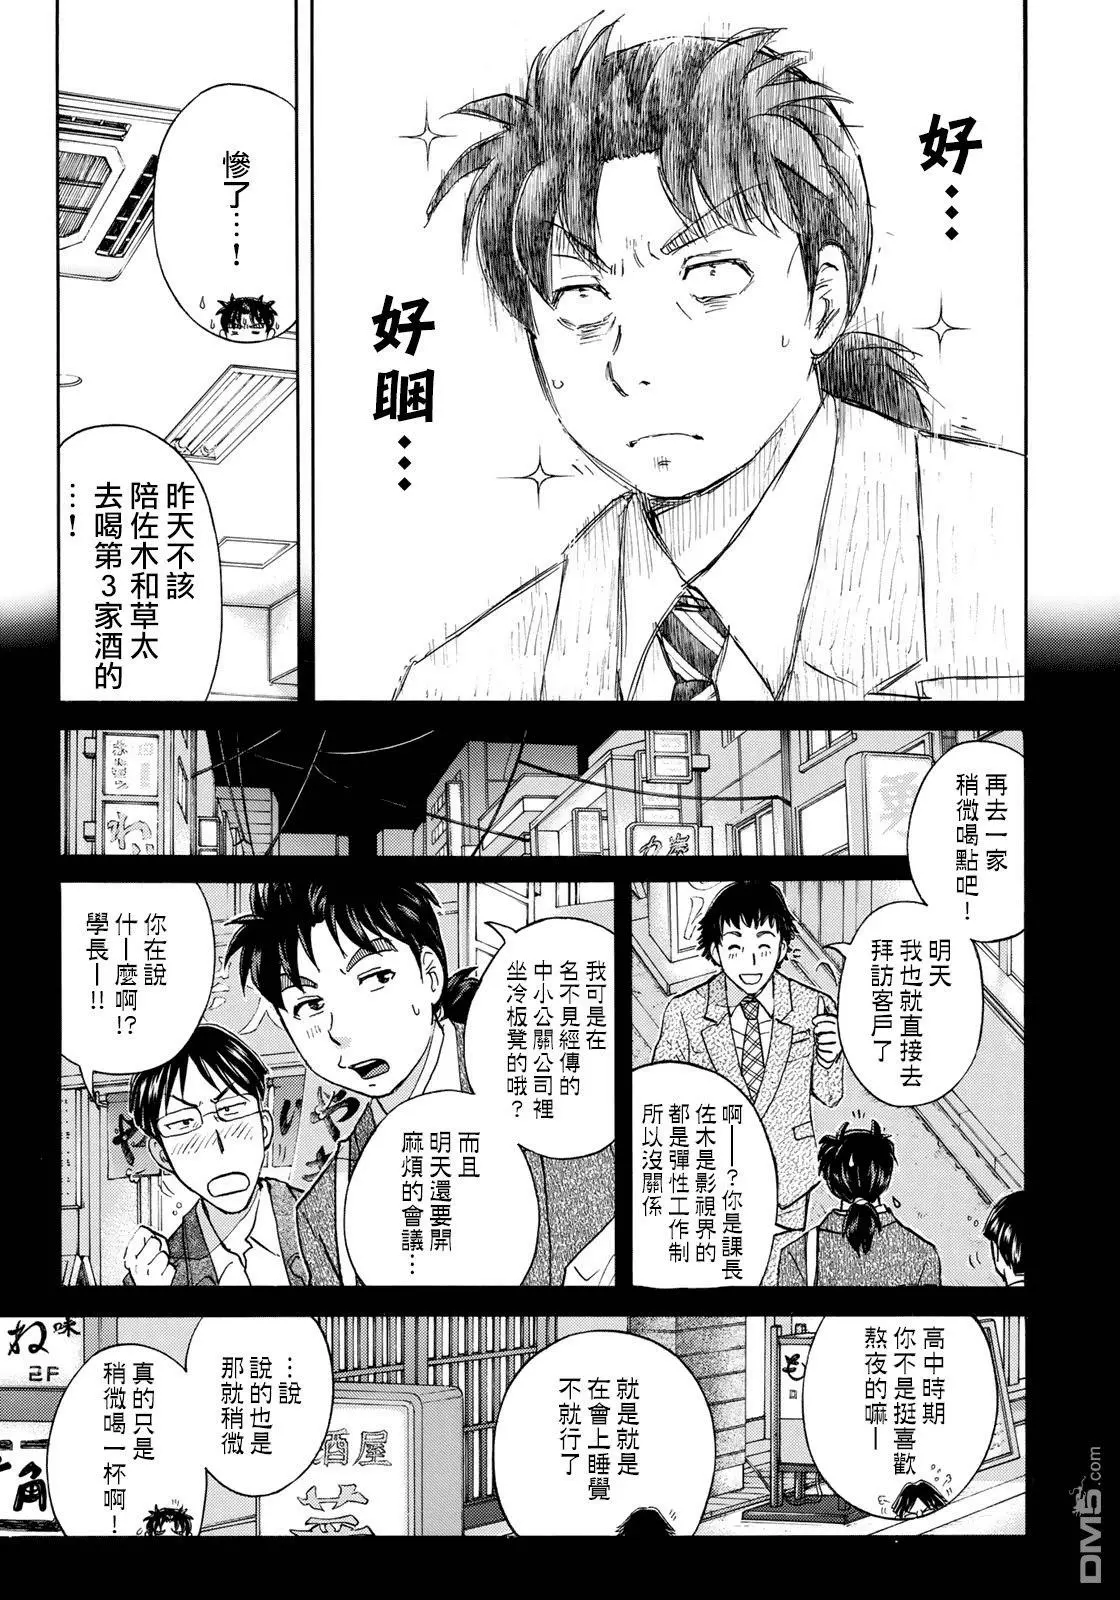 好…
好睏…
慘了…！
昨天不該
陪佐木和草太
去喝第3家酒的
…！
再去一家
稍微喝點吧！
明天
我也就直接去
拜訪客戶了
啊—？你是課長
佐木是影視界的
都是彈性工作制
所以沒關係
我可是在
名不見經傳的
中小公關公司裡
坐冷板凳的哦？
而且
明天還要開
麻煩的會議…
你在說
什—麼啊!?
學長—!!
高中時期
你不是挺喜歡
熬夜的嘛—
就是就是
在會上睡覺
不就行了
…說
說的也是
那就稍微
真的只是
稍微喝一杯啊！
味
2F
角
酒屋
DM5.com